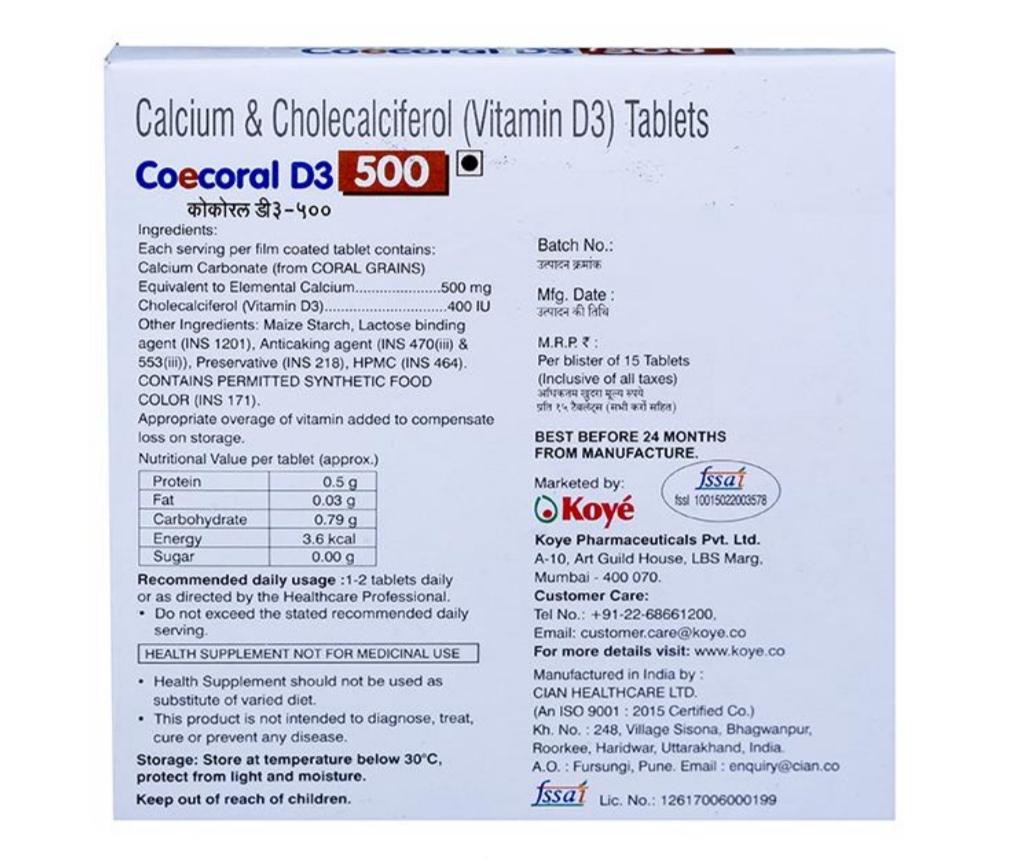 Coecoral D3 500
Calcium & Cholecalciferol (Vitamin D3) Tablets
Coecoral D3 500
कोकोरल डी३-५००
Ingredients:
Each serving per film coated tablet contains:
Calcium Carbonate (from CORAL GRAINS)
Equivalent to Elemental Calcium.....................500 mg
Cholecalciferol (Vitamin D3)..............................400 IU
Other Ingredients: Maize Starch, Lactose binding
agent (INS 1201), Anticaking agent (INS 470(iii) &
553(iii)), Preservative (INS 218), HPMC (INS 464).
CONTAINS PERMITTED SYNTHETIC FOOD
COLOR (INS 171).
Appropriate overage of vitamin added to compensate
loss on storage.
Nutritional Value per tablet (approx.)
Protein 0.5 g
Fat 0.03 g
Carbohydrate 0.79 g
Energy 3.6 kcal
Sugar 0.00 g
Recommended daily usage :1-2 tablets daily
or as directed by the Healthcare Professional.
• Do not exceed the stated recommended daily
serving.
HEALTH SUPPLEMENT NOT FOR MEDICINAL USE
• Health Supplement should not be used as
substitute of varied diet.
• This product is not intended to diagnose, treat,
cure or prevent any disease.
Storage: Store at temperature below 30°C,
protect from light and moisture.
Keep out of reach of children.
Batch No.:
उत्पादन क्रमांक
Mfg. Date :
उत्पादन की तिथि
M.R.P. ₹ :
Per blister of 15 Tablets
(Inclusive of all taxes)
अधिकतम खुदरा मूल्य रुपये
प्रति १५ टैबलेट्स (सभी करों सहित)
BEST BEFORE 24 MONTHS
FROM MANUFACTURE.
Marketed by:
fssai
fssl 10015022003578
Koyé
Koye Pharmaceuticals Pvt. Ltd.
A-10, Art Guild House, LBS Marg,
Mumbai - 400 070.
Customer Care:
Tel No.: +91-22-68661200,
Email: customer.care@koye.co
For more details visit: www.koye.co
Manufactured in India by :
CIAN HEALTHCARE LTD.
(An ISO 9001 : 2015 Certified Co.)
Kh. No. : 248, Village Sisona, Bhagwanpur,
Roorkee, Haridwar, Uttarakhand, India.
A.O. : Fursungi, Pune. Email : enquiry@cian.co
fssai Lic. No.: 12617006000199